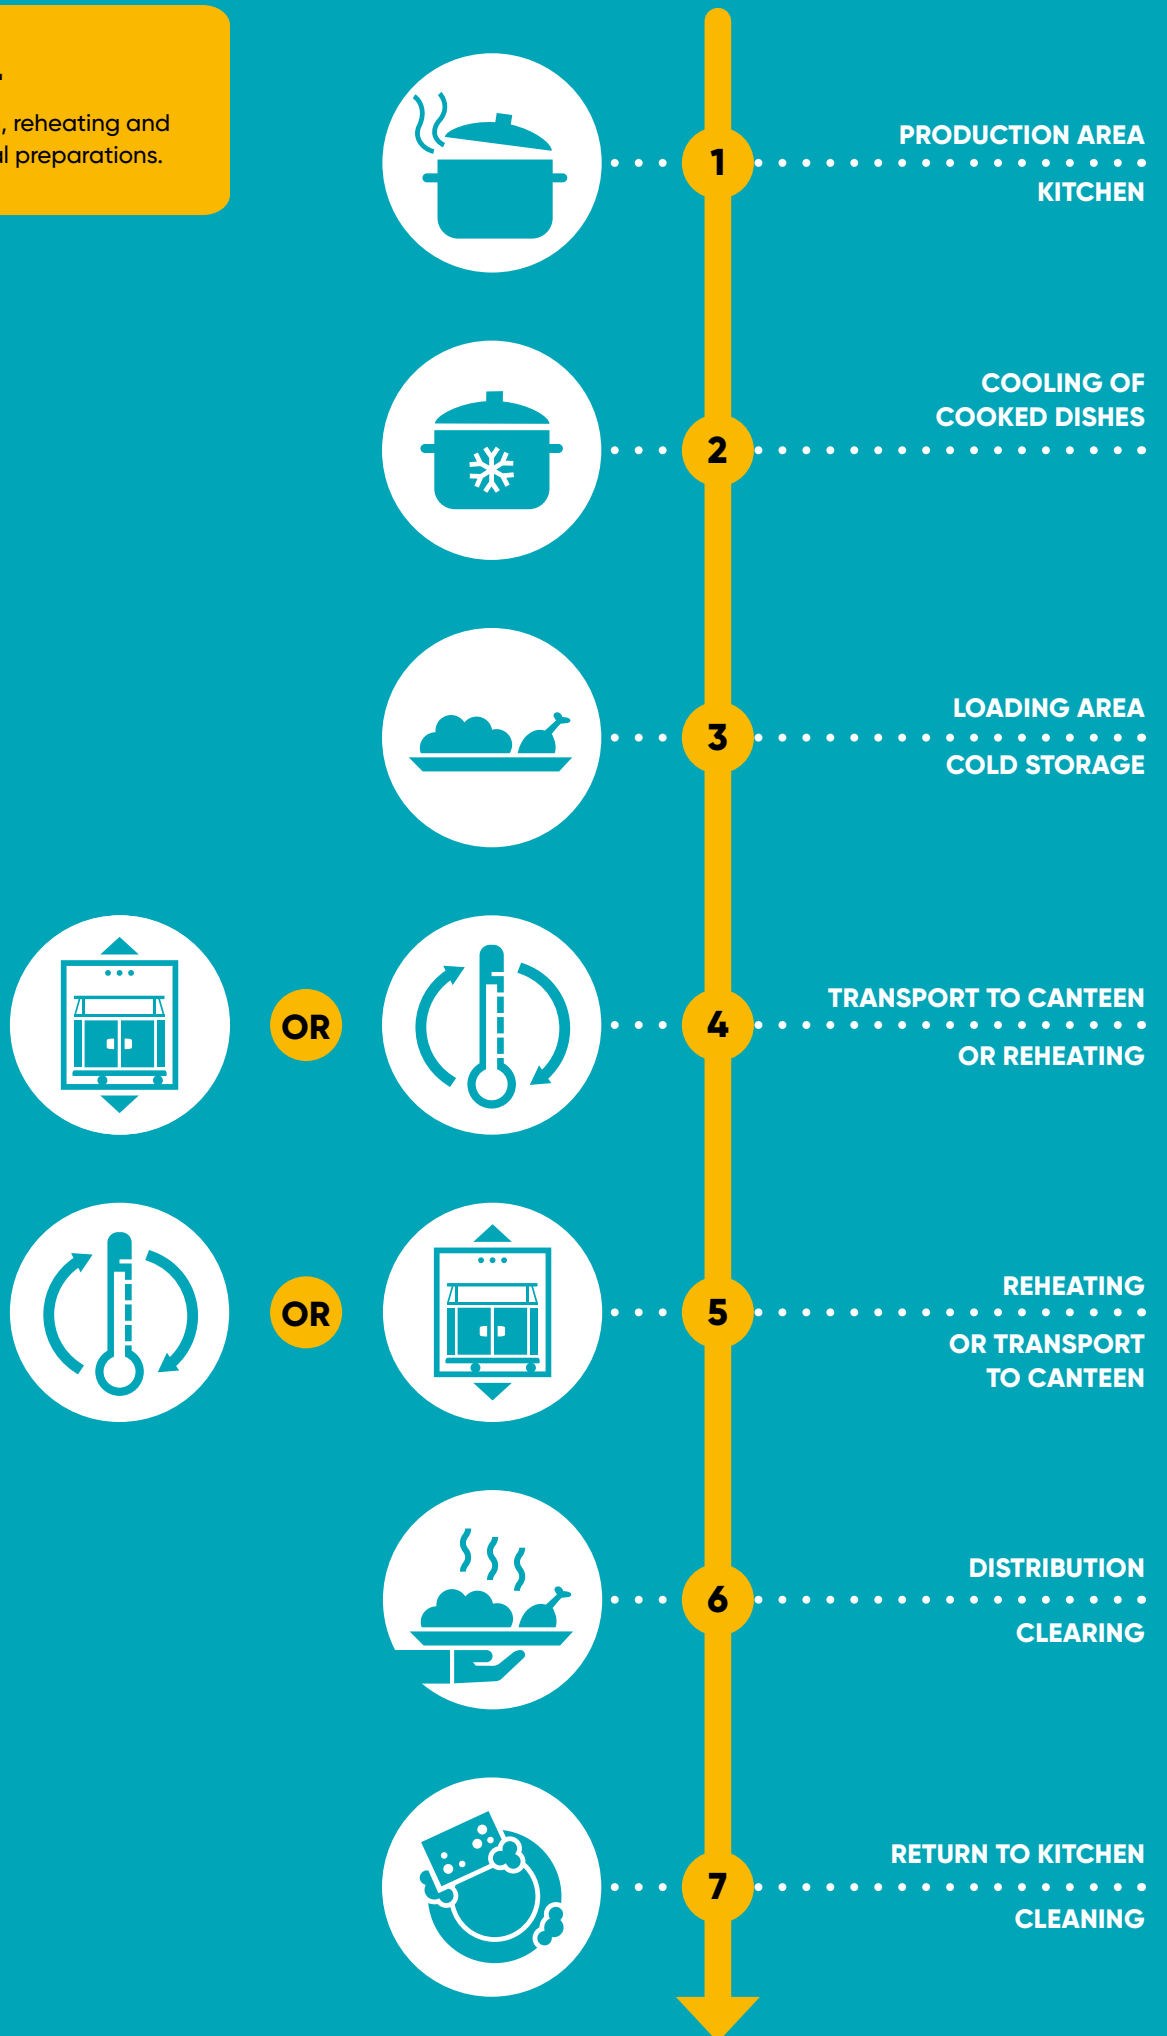 , reheating and
preparations.
1
PRODUCTION AREA
KITCHEN
2
COOLING OF
COOKED DISHES
3
LOADING AREA
COLD STORAGE
OR
4
TRANSPORT TO CANTEEN
OR REHEATING
OR
5
REHEATING
OR TRANSPORT
TO CANTEEN
6
DISTRIBUTION
CLEARING
7
RETURN TO KITCHEN
CLEANING